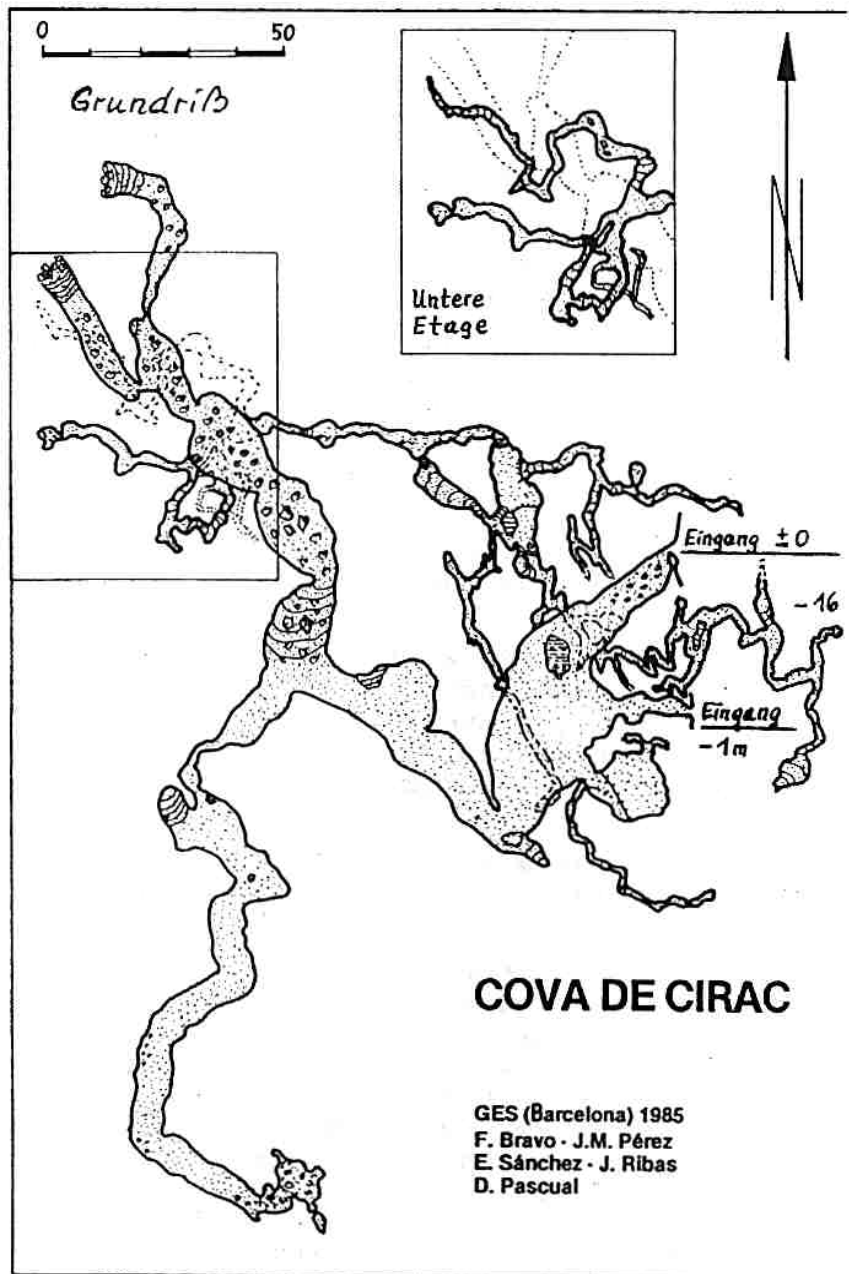 0 50
Grundriß
Untere
Etage
N
Eingang ±0
-16
Eingang
-1m
COVA DE CIRAC
GES (Barcelona) 1985
F. Bravo · J.M. Pérez
E. Sánchez · J. Ribas
D. Pascual